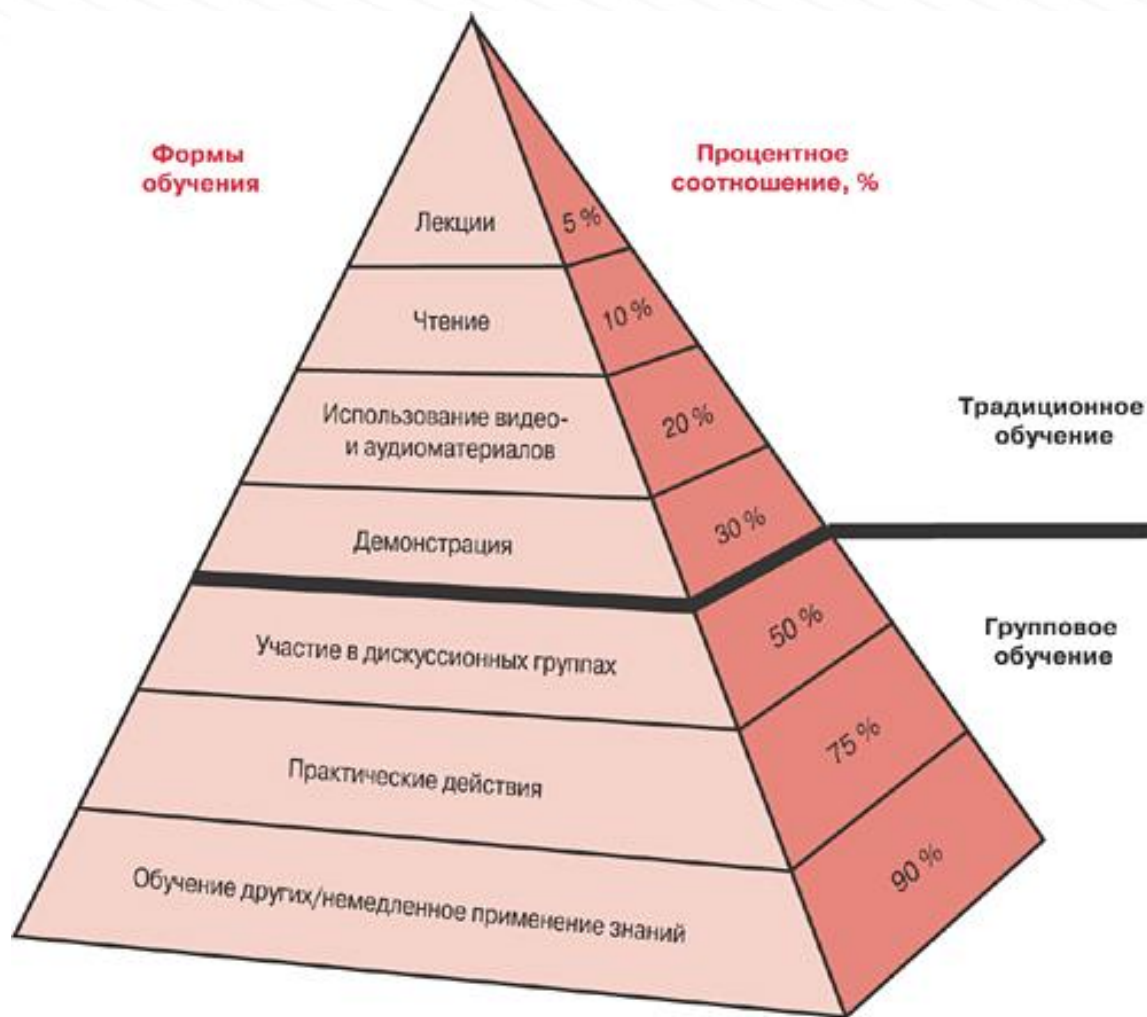 Формы
обучения
Процентное
соотношение, %
Лекции
5 %
Чтение
10 %
Использование видео-
и аудиоматериалов
20 %
Традиционное
обучение
Демонстрация
30 %
Участие в дискуссионных группах
50 %
Групповое
обучение
Практические действия
75 %
Обучение других/немедленное применение знаний
90 %